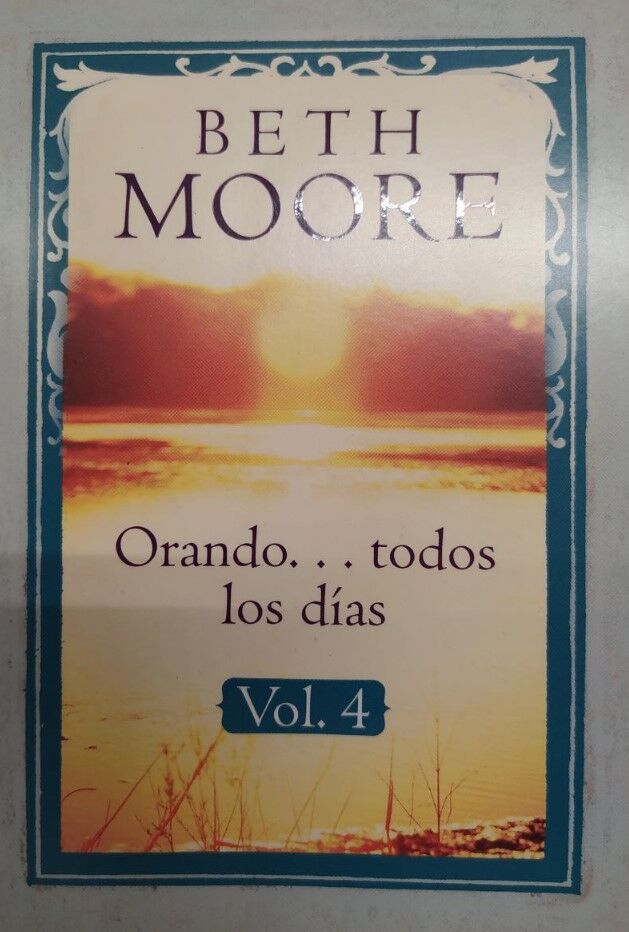 BETH
MOORE
Orando. . . todos
los días
Vol. 4